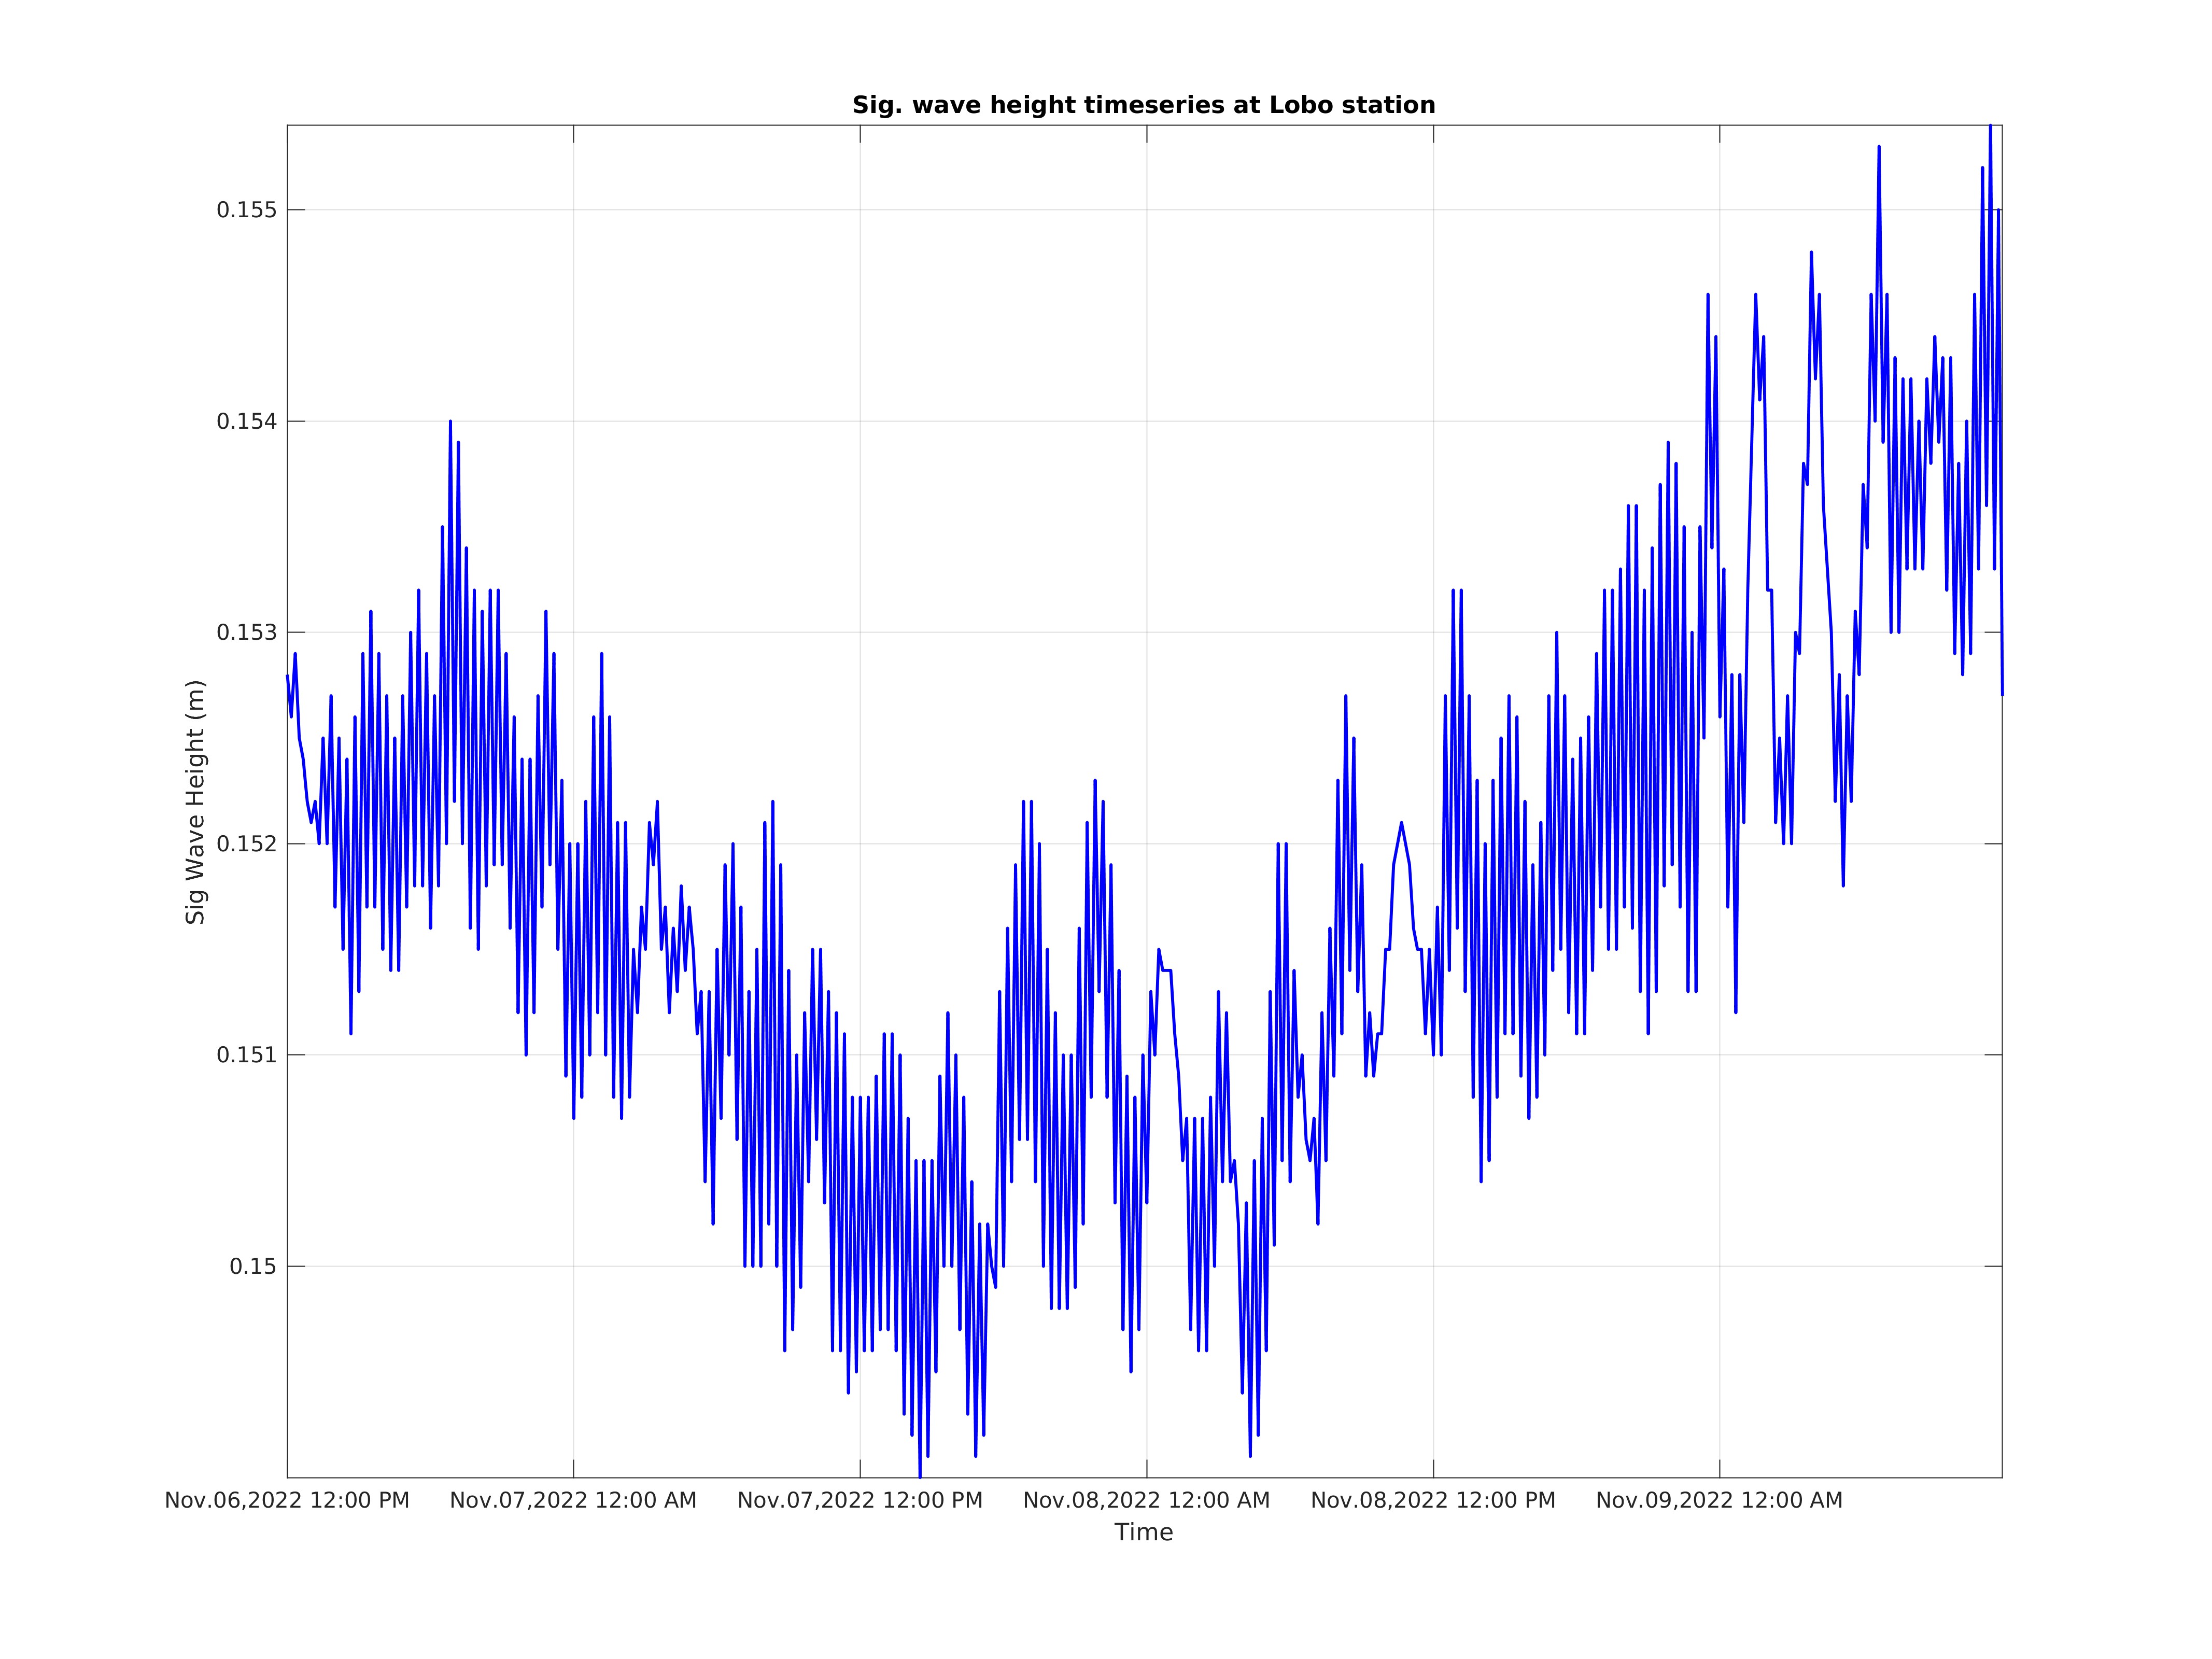 Sig. wave height timeseries at Lobo station
0.155
0.154
0.153
0.152
0.151
0.15
Sig Wave Height (m)
Nov.06,2022 12:00 PM
Nov.07,2022 12:00 AM
Nov.07,2022 12:00 PM
Nov.08,2022 12:00 AM
Nov.08,2022 12:00 PM
Nov.09,2022 12:00 AM
Time